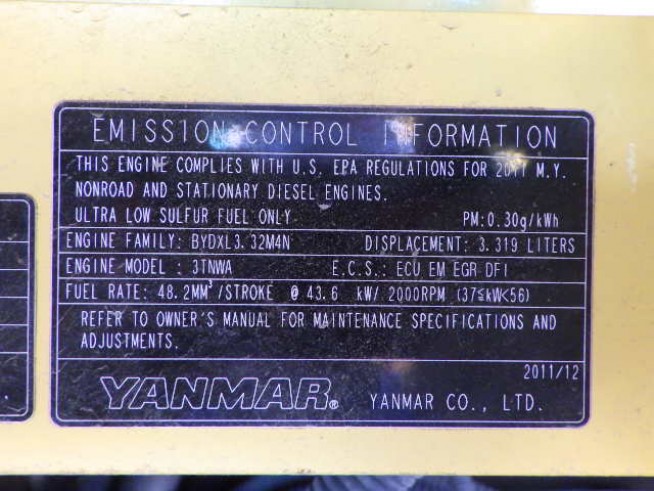 EMISSION CONTROL INFORMATION
THIS ENGINE COMPLIES WITH U.S. EPA REGULATIONS FOR 2011 M.Y.
NONROAD AND STATIONARY DIESEL ENGINES.
ULTRA LOW SULFUR FUEL ONLY PM:0.30g/kWh
ENGINE FAMILY: BYDXL3.32M4N DISPLACEMENT: 3.319 LITERS
ENGINE MODEL : 3TNWA E.C.S.: ECU EM EGR DFI
FUEL RATE: 48.2MM³/STROKE @ 43.6 kW/ 2000RPM (37≦kW<56)
REFER TO OWNER'S MANUAL FOR MAINTENANCE SPECIFICATIONS AND
ADJUSTMENTS.
2011/12
YANMAR® YANMAR CO., LTD.